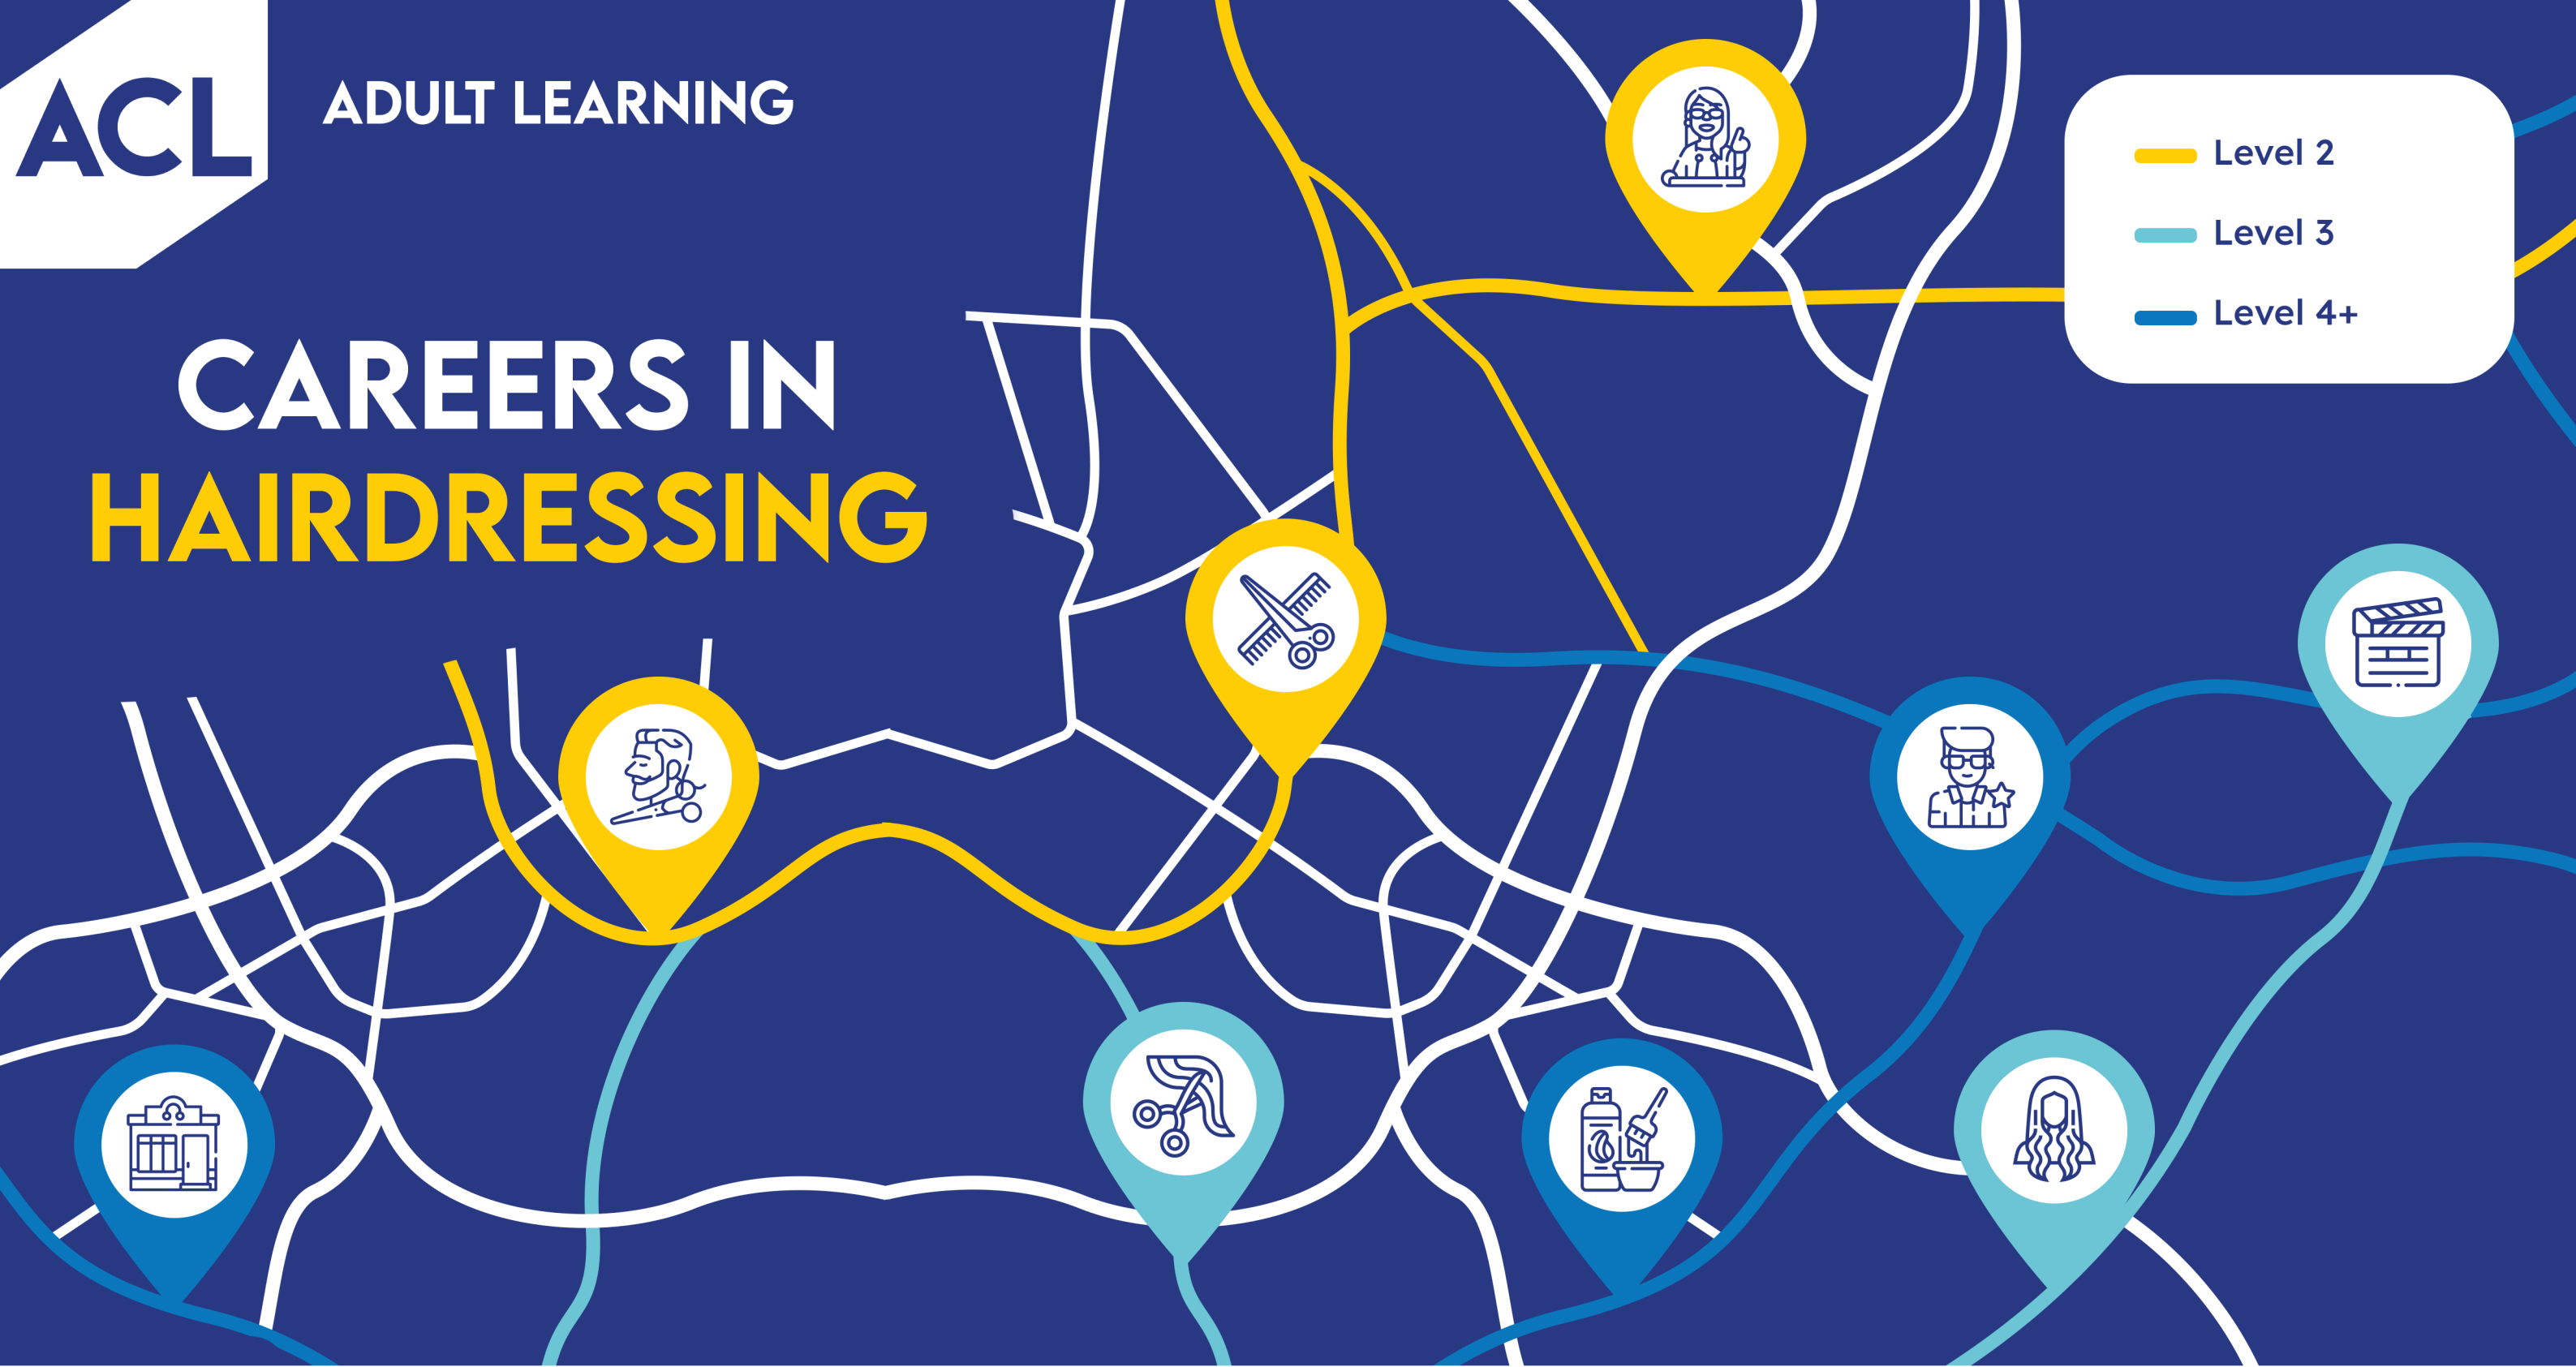 ACL
ADULT LEARNING
CAREERS IN
HAIRDRESSING
Level 2
Level 3
Level 4+